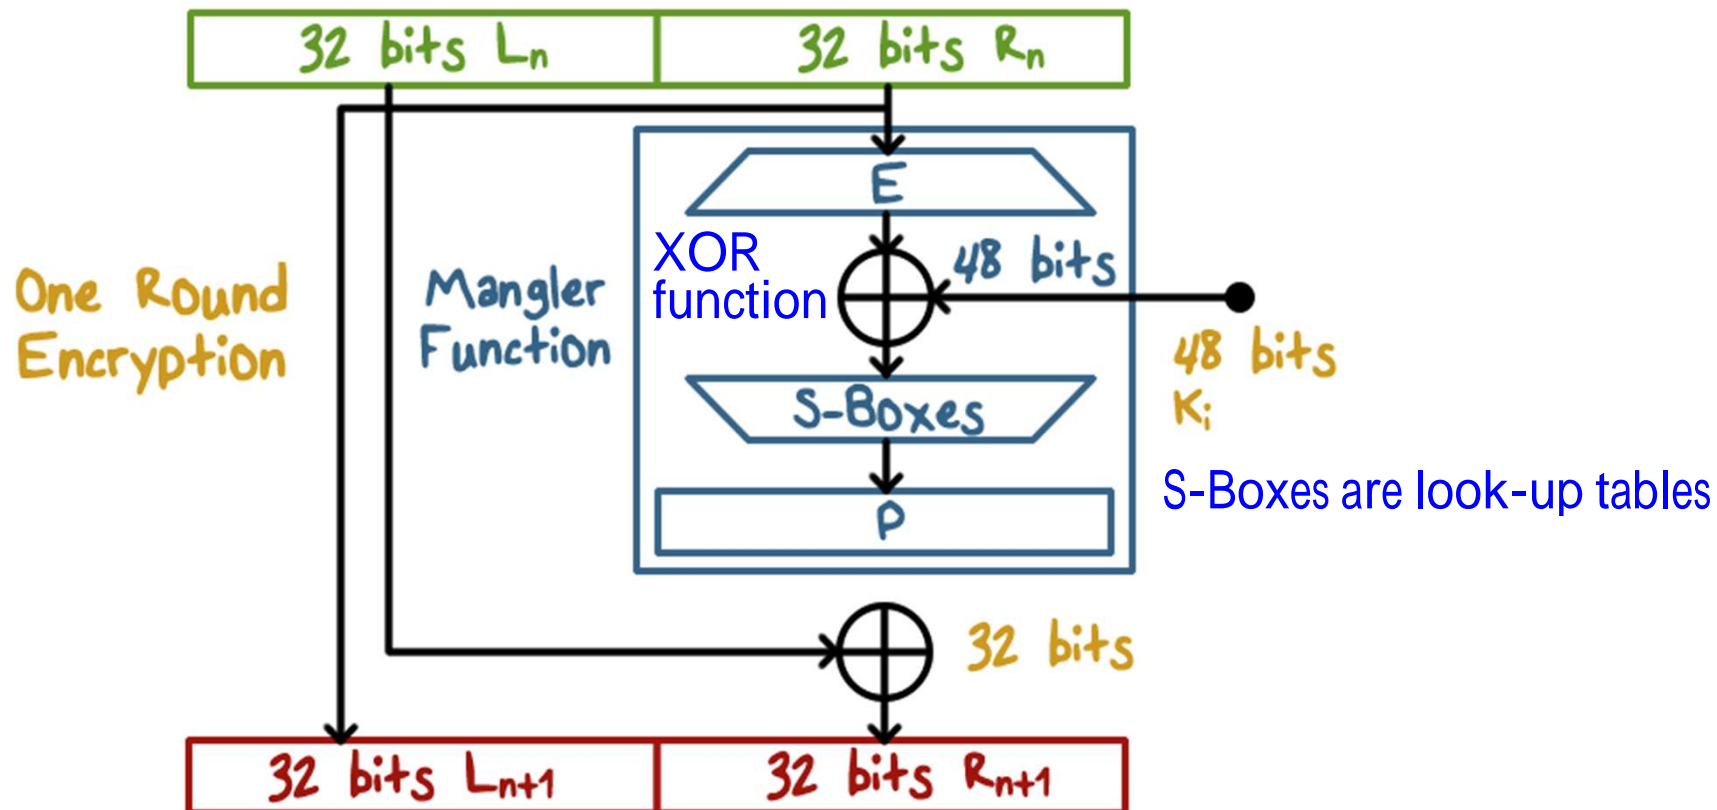 32 bits Ln
32 bits Rn
E
XOR
function
48 bits
One Round
Encryption
Mangler
Function
48 bits
Ki
S-Boxes
S-Boxes are look-up tables
P
32 bits
32 bits Ln+1
32 bits Rn+1